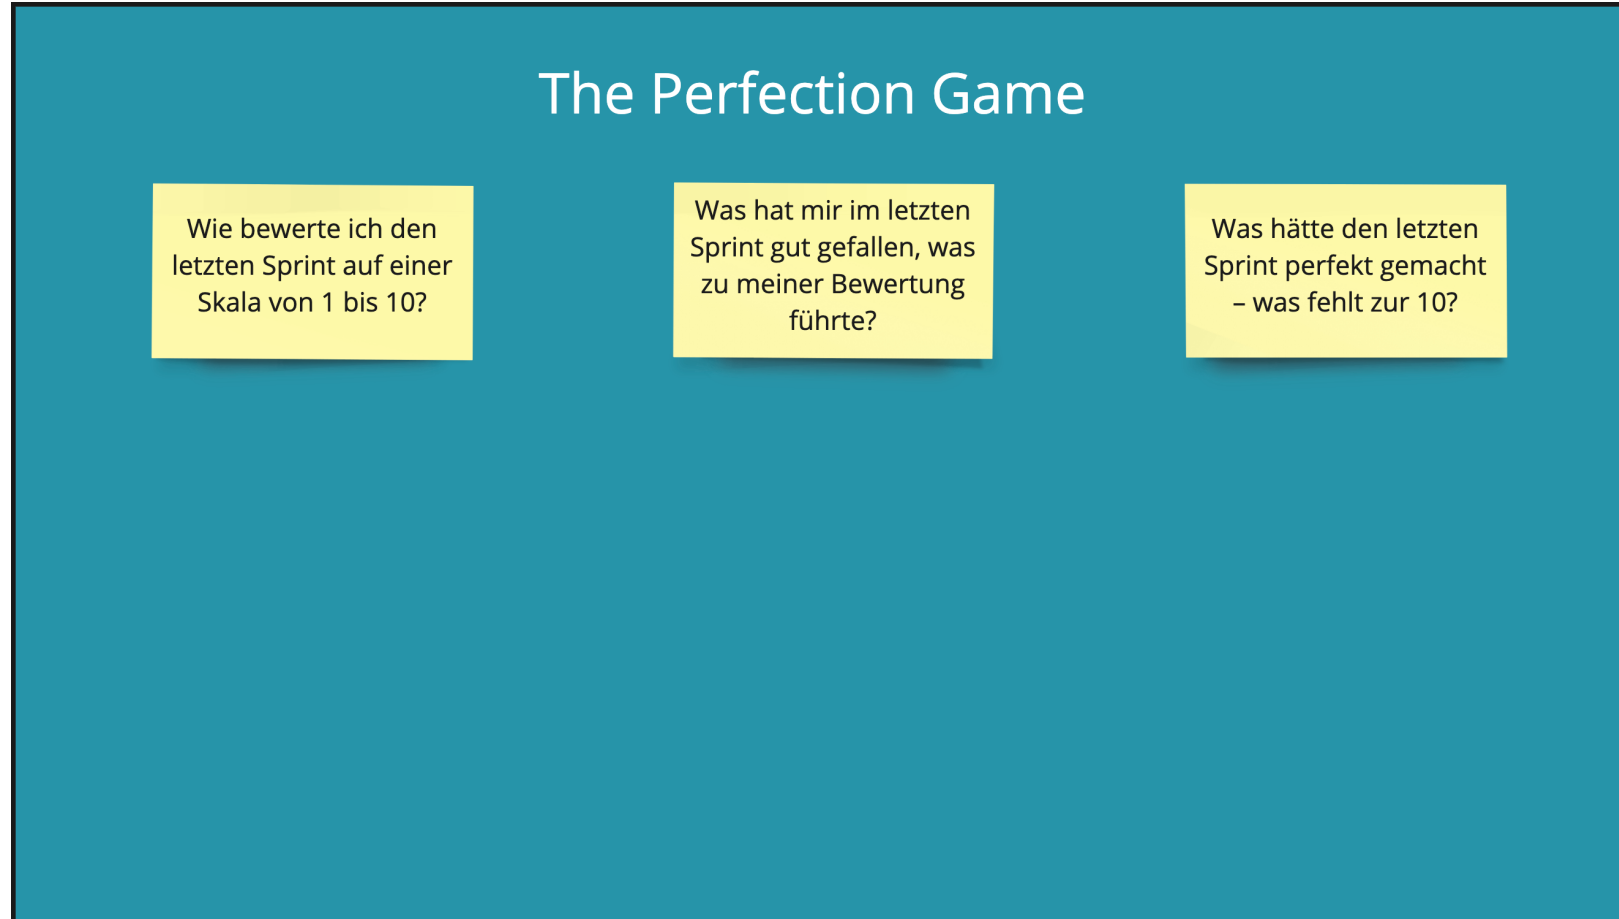 The Perfection Game
Wie bewerte ich den
letzten Sprint auf einer
Skala von 1 bis 10?
Was hat mir im letzten
Sprint gut gefallen, was
zu meiner Bewertung
führte?
Was hätte den letzten
Sprint perfekt gemacht
– was fehlt zur 10?